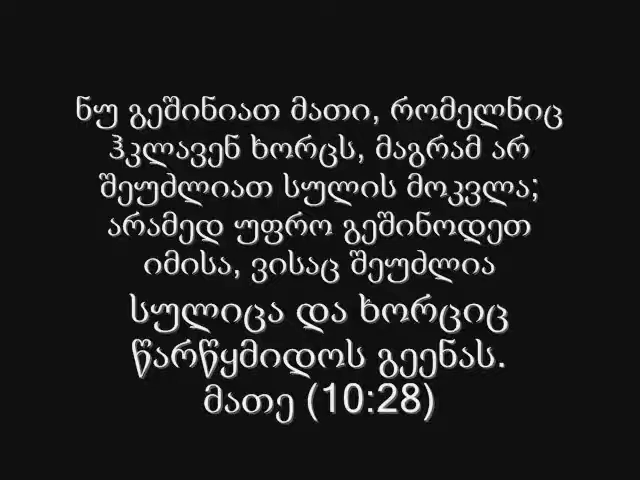 ნუ გეშინიათ მათი, რომელნიც
ჰკლავენ ხორცს, მაგრამ არ
შეუძლიათ სულის მოკვლა;
არამედ უფრო გეშინოდეთ
იმისა, ვისაც შეუძლია
სულიცა და ხორციც
წარწყმიდოს გეენას.
მათე (10:28)